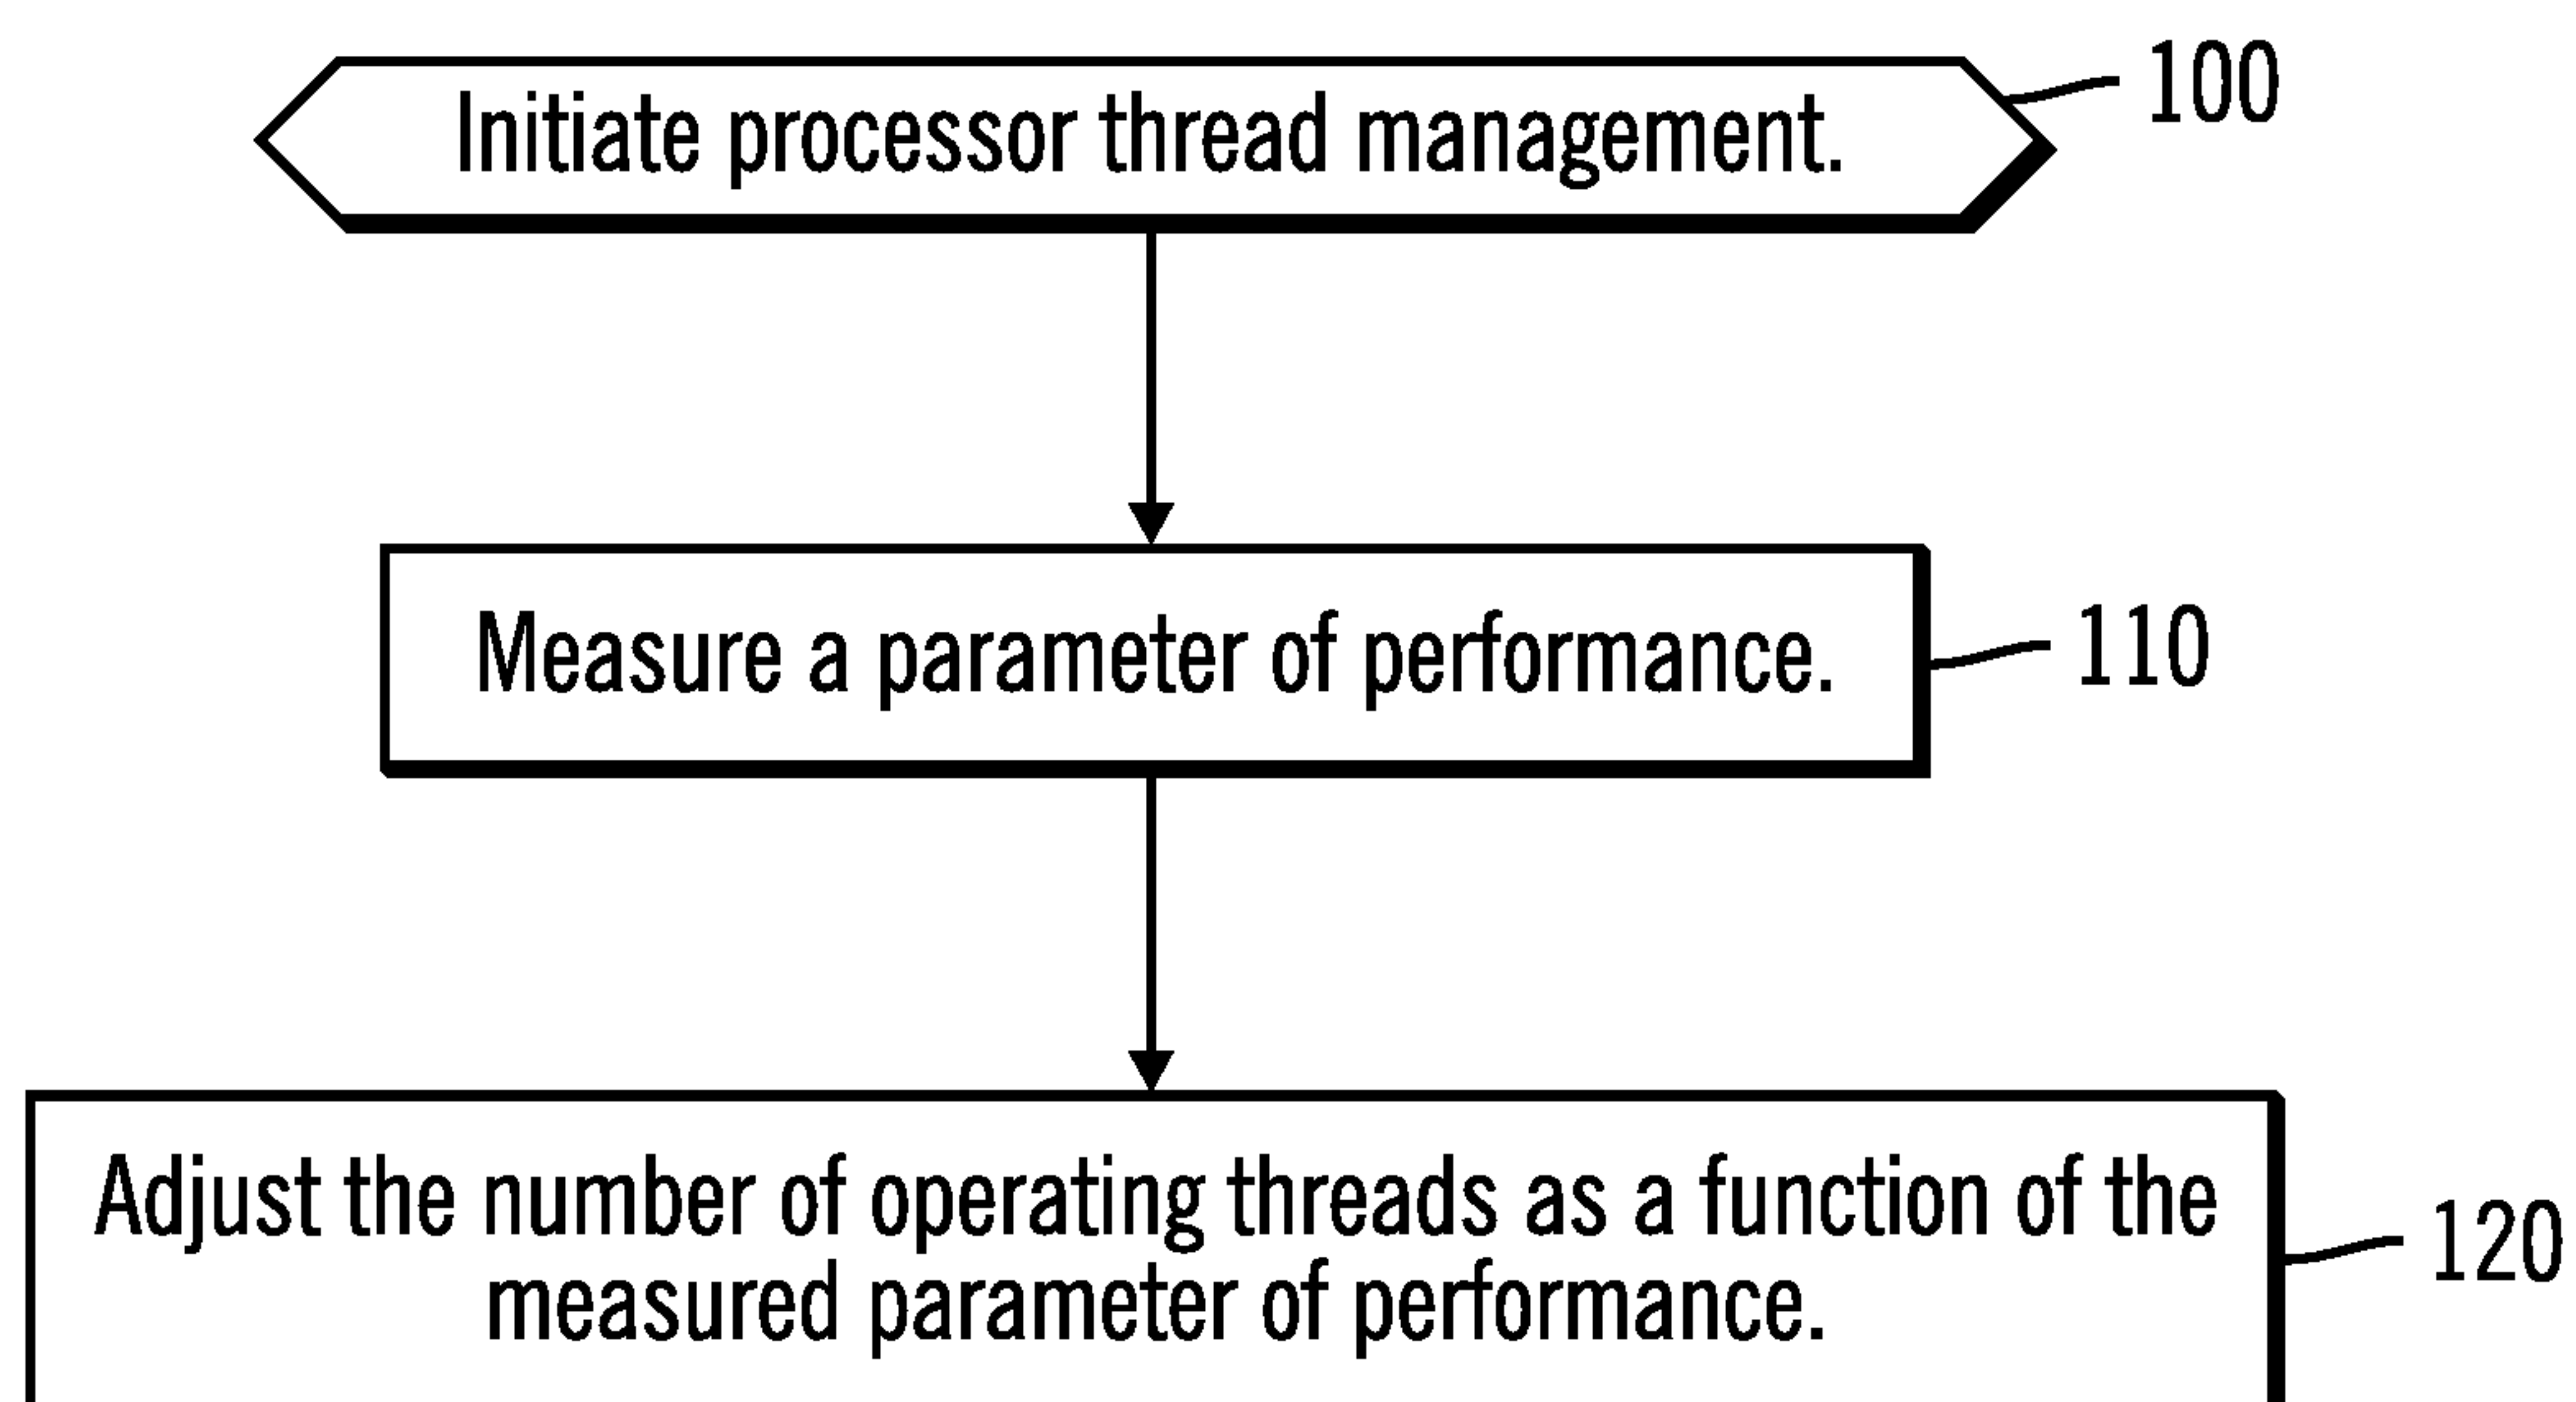 Initiate processor thread management.
100
Measure a parameter of performance.
110
Adjust the number of operating threads as a function of the
measured parameter of performance.
120